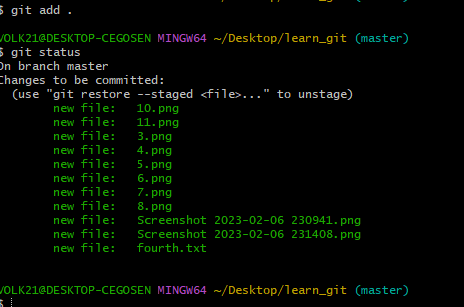 $ git add .
VOLK21@DESKTOP-CEGOSEN MINGW64 ~/Desktop/learn_git (master)
$ git status
On branch master
Changes to be committed:
(use "git restore --staged <file>..." to unstage)
new file: 10.png
new file: 11.png
new file: 3.png
new file: 4.png
new file: 5.png
new file: 6.png
new file: 7.png
new file: 8.png
new file: Screenshot 2023-02-06 230941.png
new file: Screenshot 2023-02-06 231408.png
new file: fourth.txt
VOLK21@DESKTOP-CEGOSEN MINGW64 ~/Desktop/learn_git (master)
$